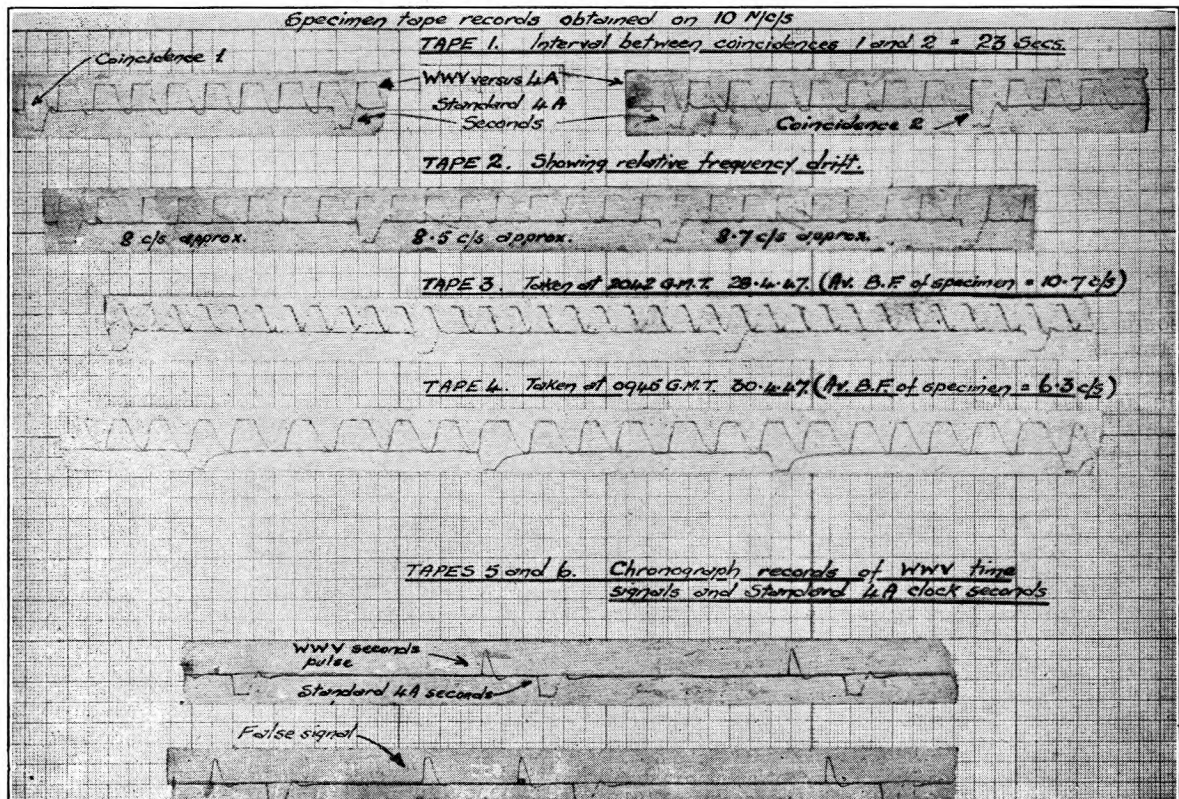 Specimen tape records obtained on 10 Mc/s
TAPE 1. Interval between coincidences 1 and 2 = 23 Secs.
Coincidence 1
WWV versus 4A
Standard 4A
Seconds
Coincidence 2
TAPE 2. Showing relative frequency drift.
8 c/s approx.
8·5 c/s approx.
8·7 c/s approx.
TAPE 3. Taken at 2042 G.M.T. 28·4·47. (Av. B.F. of specimen = 10·7 c/s)
TAPE 4. Taken at 0945 G.M.T. 30·4·47. (Av. B.F. of specimen = 6·3 c/s)
TAPES 5 and 6. Chronograph records of WWV time
signals and Standard 4A clock seconds
WWV seconds
pulse
Standard 4A seconds
False signal